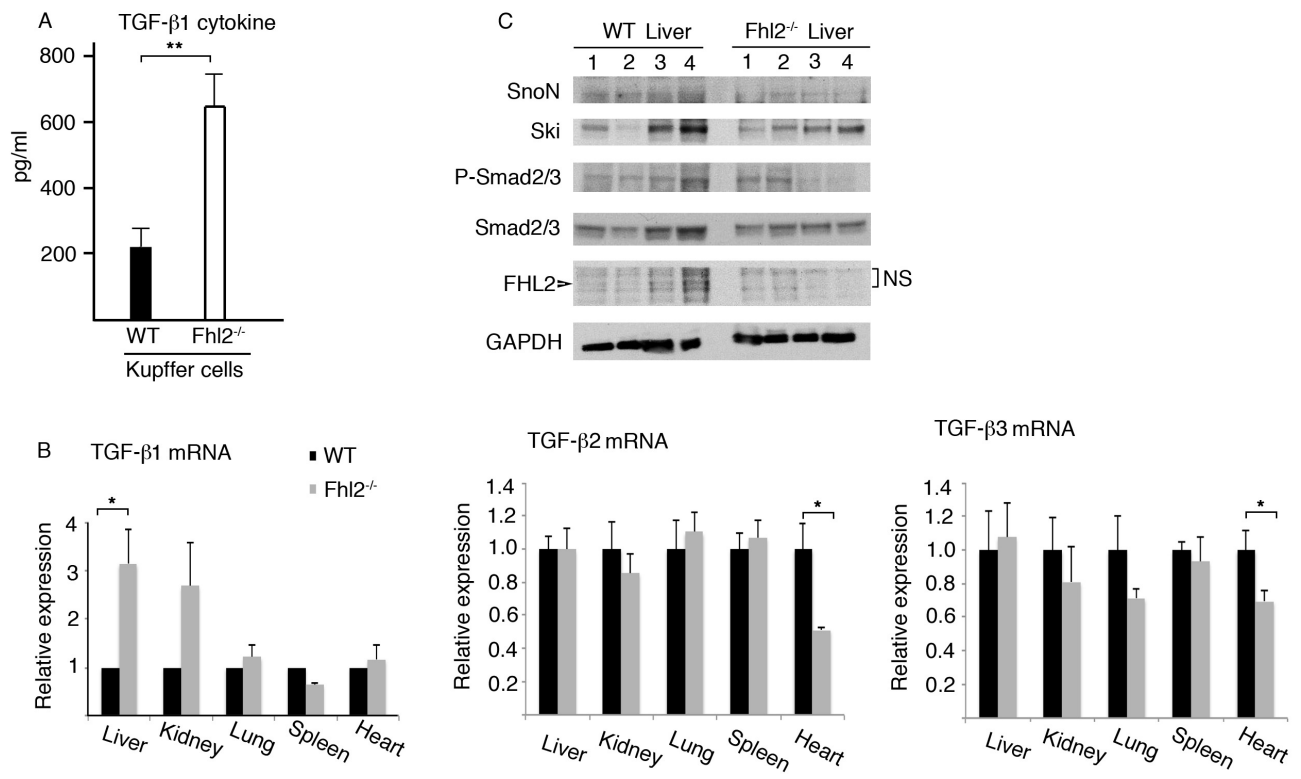 A
TGF-β1 cytokine
**
800
600
400
200
pg/ml
WT Fhl2-/-
Kupffer cells
C
WT Liver Fhl2-/- Liver
1 2 3 4 1 2 3 4
SnoN
Ski
P-Smad2/3
Smad2/3
FHL2
NS
GAPDH
B
TGF-β1 mRNA
WT
Fhl2-/-
*
4
3
2
1
Relative expression
Liver Kidney Lung Spleen Heart
TGF-β2 mRNA
*
1.4
1.2
1.0
0.8
0.6
0.4
0.2
Relative expression
Liver Kidney Lung Spleen Heart
TGF-β3 mRNA
*
1.4
1.2
1.0
0.8
0.6
0.4
0.2
Relative expression
Liver Kidney Lung Spleen Heart